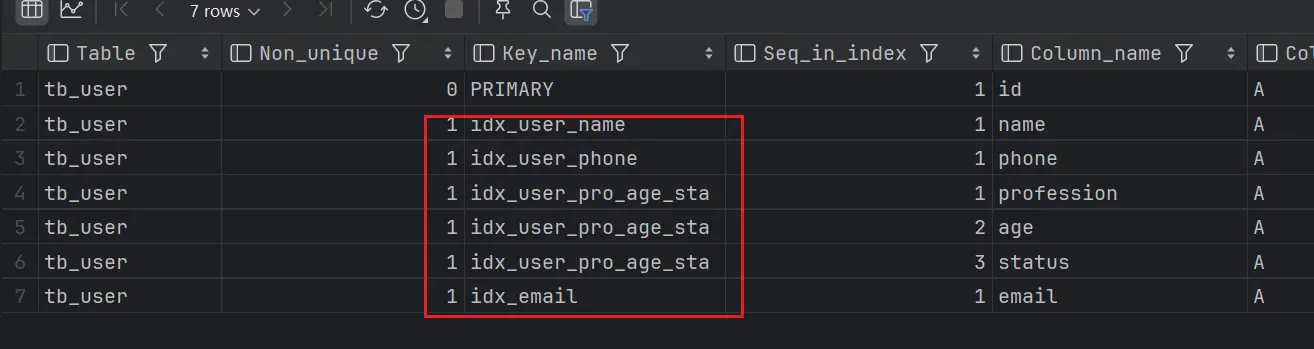 7 rows
Table Non_unique Key_name Seq_in_index Column_name Col
1 tb_user 0 PRIMARY 1 id A
2 tb_user 1 idx_user_name 1 name A
3 tb_user 1 idx_user_phone 1 phone A
4 tb_user 1 idx_user_pro_age_sta 1 profession A
5 tb_user 1 idx_user_pro_age_sta 2 age A
6 tb_user 1 idx_user_pro_age_sta 3 status A
7 tb_user 1 idx_email 1 email A